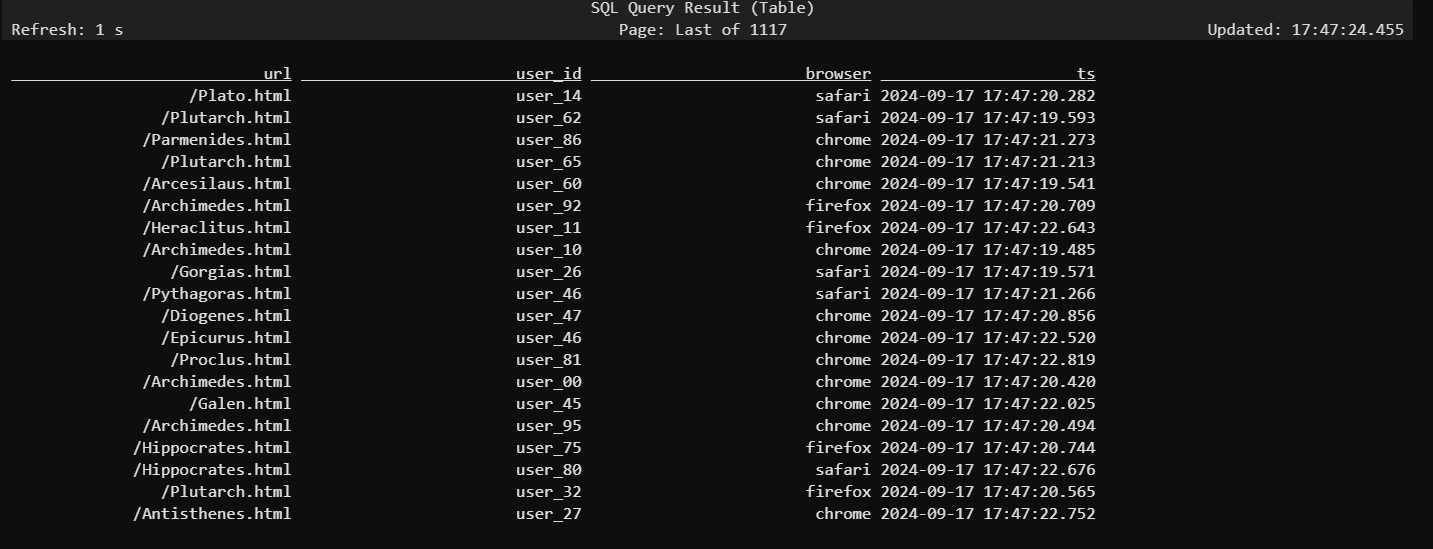 SQL Query Result (Table)
Refresh: 1 s Page: Last of 1117 Updated: 17:47:24.455
url user_id browser ts
/Plato.html user_14 safari 2024-09-17 17:47:20.282
/Plutarch.html user_62 safari 2024-09-17 17:47:19.593
/Parmenides.html user_86 chrome 2024-09-17 17:47:21.273
/Plutarch.html user_65 chrome 2024-09-17 17:47:21.213
/Arcesilaus.html user_60 chrome 2024-09-17 17:47:19.541
/Archimedes.html user_92 firefox 2024-09-17 17:47:20.709
/Heraclitus.html user_11 firefox 2024-09-17 17:47:22.643
/Archimedes.html user_10 chrome 2024-09-17 17:47:19.485
/Gorgias.html user_26 safari 2024-09-17 17:47:19.571
/Pythagoras.html user_46 safari 2024-09-17 17:47:21.266
/Diogenes.html user_47 chrome 2024-09-17 17:47:20.856
/Epicurus.html user_46 chrome 2024-09-17 17:47:22.520
/Proclus.html user_81 chrome 2024-09-17 17:47:22.819
/Archimedes.html user_00 chrome 2024-09-17 17:47:20.420
/Galen.html user_45 chrome 2024-09-17 17:47:22.025
/Archimedes.html user_95 chrome 2024-09-17 17:47:20.494
/Hippocrates.html user_75 firefox 2024-09-17 17:47:20.744
/Hippocrates.html user_80 safari 2024-09-17 17:47:22.676
/Plutarch.html user_32 firefox 2024-09-17 17:47:20.565
/Antisthenes.html user_27 chrome 2024-09-17 17:47:22.752